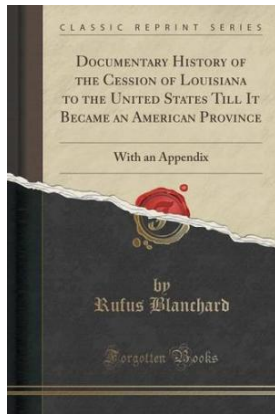 CLASSIC REPRINT SERIES
DOCUMENTARY HISTORY OF
THE CESSION OF LOUISIANA
TO THE UNITED STATES TILL IT
BECAME AN AMERICAN PROVINCE
With an Appendix
by
Rufus Blanchard
Forgotten Books